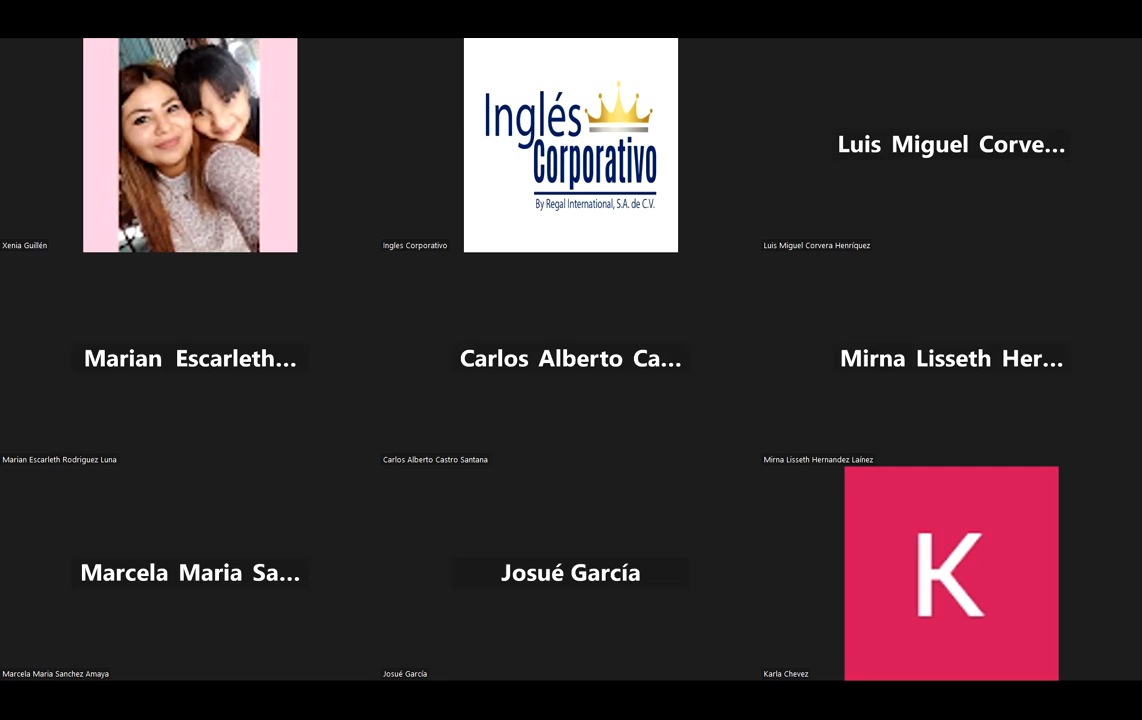 Inglés
Corporativo
By Regal International, S.A. de C.V.
Luis Miguel Corve...
Xenia Guillén
Ingles Corporativo
Luis Miguel Corvera Henríquez
Marian Escarleth...
Carlos Alberto Ca...
Mirna Lisseth Her...
Marian Escarleth Rodriguez Luna
Carlos Alberto Castro Santana
Mirna Lisseth Hernandez Laínez
Marcela Maria Sa...
Josué García
K
Marcela Maria Sanchez Amaya
Josué García
Karla Chevez